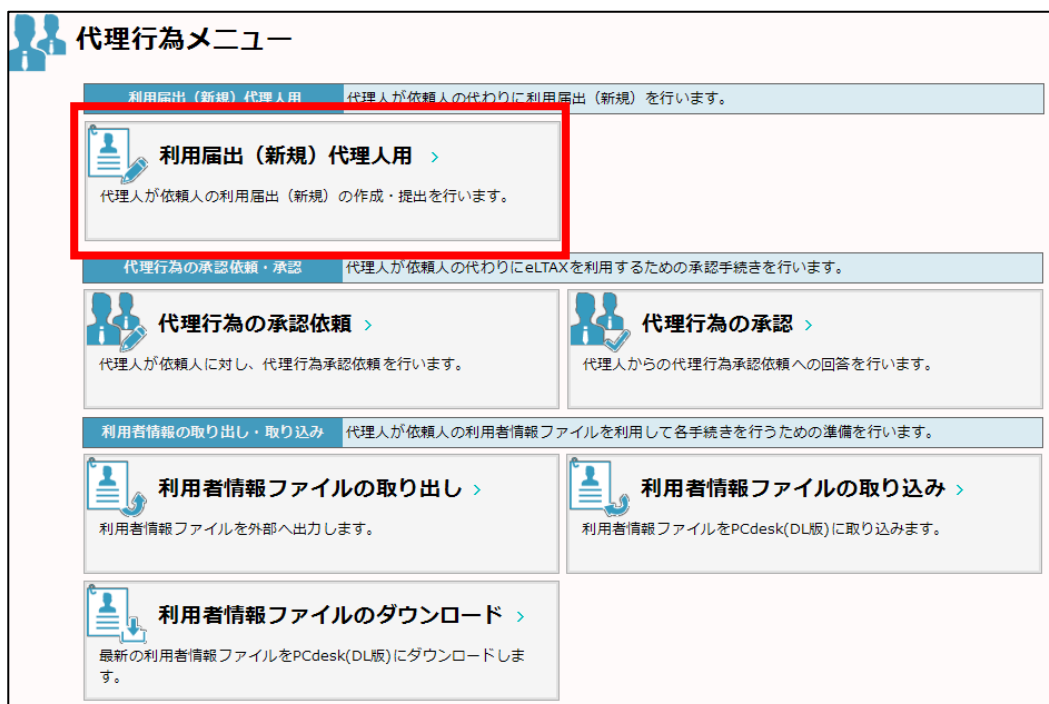 代理行為メニュー
利用届出（新規）代理人用
代理人が依頼人の代わりに利用届出（新規）を行います。
利用届出（新規）代理人用
代理人が依頼人の利用届出（新規）の作成・提出を行います。
代理行為の承認依頼・承認
代理人が依頼人の代わりにeLTAXを利用するための承認手続きを行います。
代理行為の承認依頼
代理人が依頼人に対し、代理行為承認依頼を行います。
代理行為の承認
代理人からの代理行為承認依頼への回答を行います。
利用者情報の取り出し・取り込み
代理人が依頼人の利用者情報ファイルを利用して各手続きを行うための準備を行います。
利用者情報ファイルの取り出し
利用者情報ファイルを外部へ出力します。
利用者情報ファイルの取り込み
利用者情報ファイルをPCdesk(DL版)に取り込みます。
利用者情報ファイルのダウンロード
最新の利用者情報ファイルをPCdesk(DL版)にダウンロードしま
す。